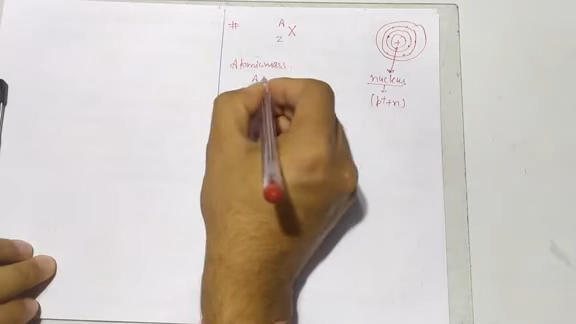 # A
Z X
Atomic mass
A
nucleus
(p++n)